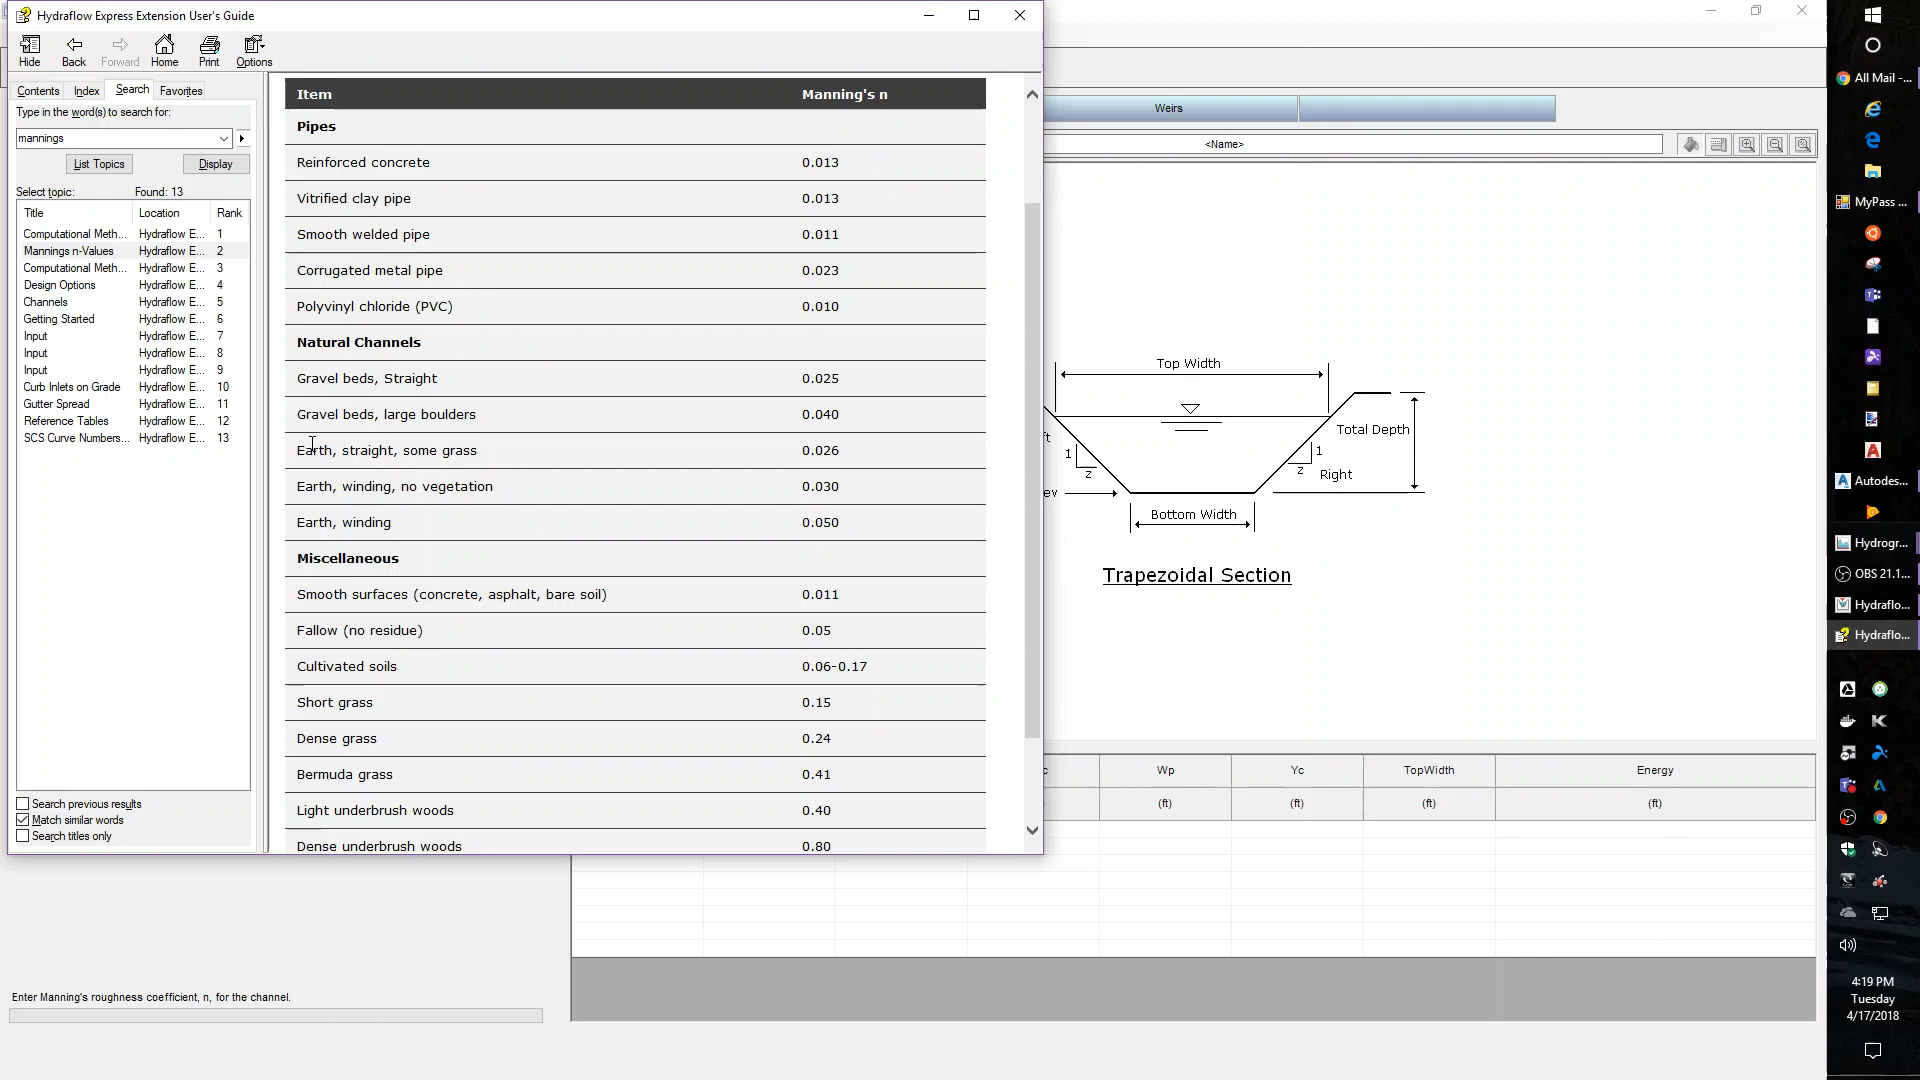 Hydraflow Express Extension User's Guide
Hide Back Forward Home Print Options
Contents Index Search Favorites
Type in the word(s) to search for:
mannings
List Topics Display
Select topic: Found: 13
Title Location Rank
Computational Meth... Hydraflow E... 1
Mannings n-Values Hydraflow E... 2
Computational Meth... Hydraflow E... 3
Design Options Hydraflow E... 4
Channels Hydraflow E... 5
Getting Started Hydraflow E... 6
Input Hydraflow E... 7
Input Hydraflow E... 8
Input Hydraflow E... 9
Curb Inlets on Grade Hydraflow E... 10
Gutter Spread Hydraflow E... 11
Reference Tables Hydraflow E... 12
SCS Curve Numbers... Hydraflow E... 13
Search previous results
Match similar words
Search titles only
Item Manning's n
Pipes
Reinforced concrete 0.013
Vitrified clay pipe 0.013
Smooth welded pipe 0.011
Corrugated metal pipe 0.023
Polyvinyl chloride (PVC) 0.010
Natural Channels
Gravel beds, Straight 0.025
Gravel beds, large boulders 0.040
Earth, straight, some grass 0.026
Earth, winding, no vegetation 0.030
Earth, winding 0.050
Miscellaneous
Smooth surfaces (concrete, asphalt, bare soil) 0.011
Fallow (no residue) 0.05
Cultivated soils 0.06-0.17
Short grass 0.15
Dense grass 0.24
Bermuda grass 0.41
Light underbrush woods 0.40
Dense underbrush woods 0.80
Weirs
<Name>
Top Width
Total Depth
ft
1
z
1
z
Right
ev
Bottom Width
Trapezoidal Section
c Wp Yc TopWidth Energy
) (ft) (ft) (ft) (ft)
Enter Manning's roughness coefficient, n, for the channel.
All Mail -...
MyPass ...
Autodes...
Hydrogr...
OBS 21.1...
Hydraflo...
Hydraflo...
4:19 PM
Tuesday
4/17/2018